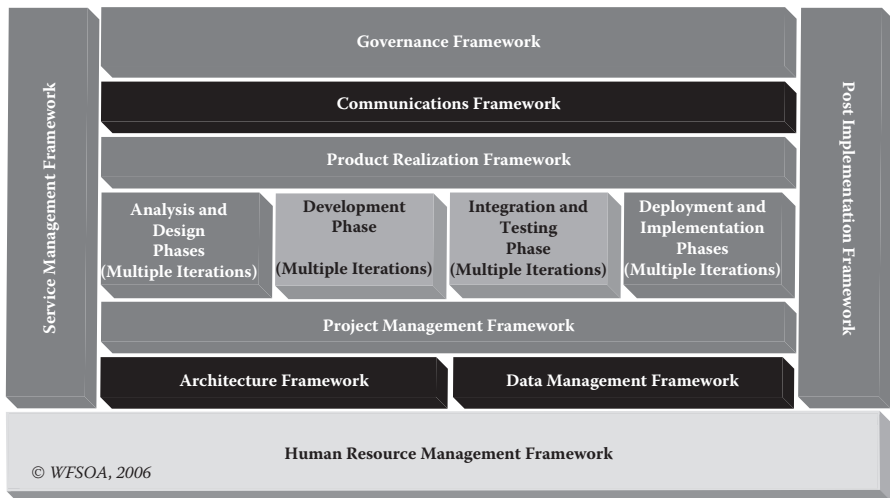 Service Management Framework
Governance Framework
Communications Framework
Product Realization Framework
Analysis and
Design
Phases
(Multiple Iterations)
Development
Phase
(Multiple Iterations)
Integration and
Testing
Phase
(Multiple Iterations)
Deployment and
Implementation
Phases
(Multiple Iterations)
Project Management Framework
Architecture Framework
Data Management Framework
Post Implementation Framework
Human Resource Management Framework
© WFSOA, 2006